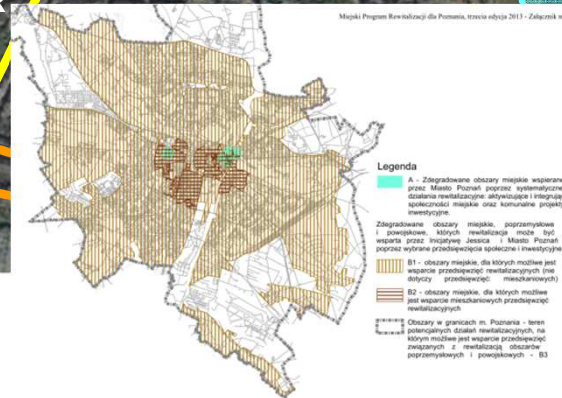 Miejski Program Rewitalizacji dla Poznania, trzecia edycja 2013 - Załącznik n
Legenda
A - Zdegradowane obszary miejskie wspierane
przez Miasto Poznań poprzez systematyczne
działania rewitalizacyjne: aktywizujące i integrując
społeczności miejskie oraz komunalne projekty
inwestycyjne.
Zdegradowane obszary miejskie, poprzemysłowe
i powojskowe, których rewitalizacja może być
wsparta przez Inicjatywę Jessica i Miasto Poznań
poprzez wybrane przedsięwzięcia społeczne i inwestycyjne
B1 - obszary miejskie, dla których możliwe jest
wsparcie przedsięwzięć rewitalizacyjnych (nie
dotyczy przedsięwzięć mieszkaniowych)
B2 - obszary miejskie, dla których możliwe
jest wsparcie mieszkaniowych przedsięwzięć
rewitalizacyjnych
Obszary w granicach m. Poznania - teren
potencjalnych działań rewitalizacyjnych, na
którym możliwe jest wsparcie przedsięwzięć
związanych z rewitalizacją obszarów
poprzemysłowych i powojskowych - B3